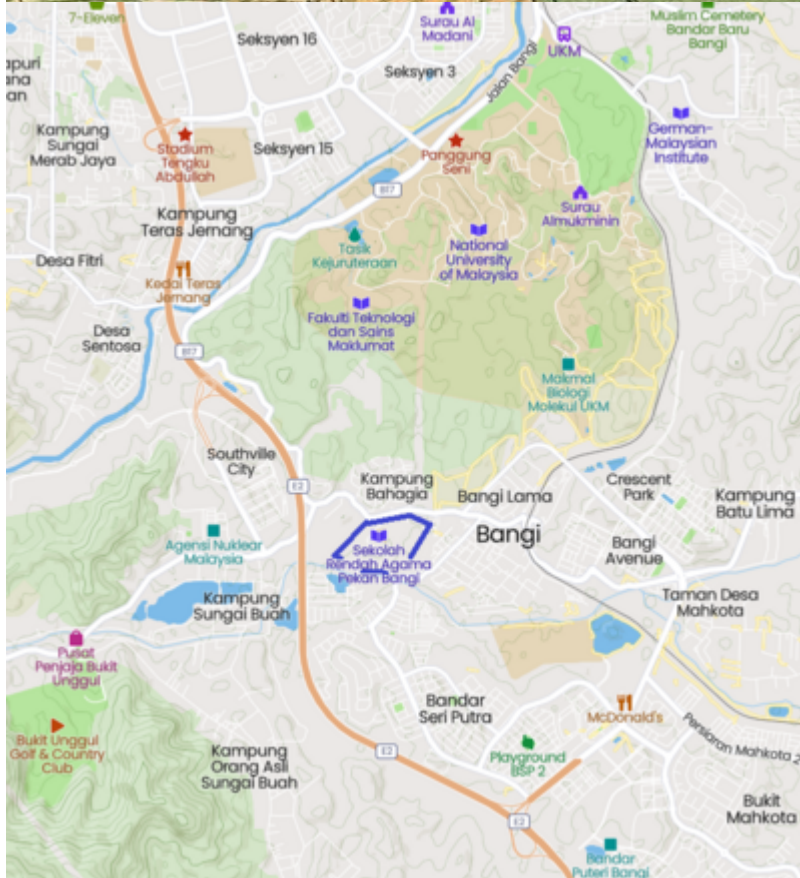 7-Eleven
Surau Al
Madani
Muslim Cemetery
Bandar Baru
Bangi
Seksyen 16
UKM
apuri
ana
an
Seksyen 3
Jalan Bangi
Kampung
Sungai
Merab Jaya
Stadium
Tengku
Abdullah
Seksyen 15
Panggung
Seni
German-
Malaysian
Institute
B17
Kampung
Teras Jernang
Surau
Almukminin
Tasik
Kejuruteraan
National
University
of Malaysia
Desa Fitri
Kedai Teras
Jernang
Fakulti Teknologi
dan Sains
Maklumat
Desa
Sentosa
B17
Makmal
Biologi
Molekul UKM
Southville
City
Kampung
Bahagia
Bangi Lama
Crescent
Park
Kampung
Batu Lima
E2
Agensi Nuklear
Malaysia
Sekolah
Rendah Agama
Pekan Bangi
Bangi
Bangi
Avenue
Kampung
Sungai Buah
Taman Desa
Mahkota
Pusat
Penjaja Bukit
Unggul
Bandar
Seri Putra
McDonald's
Persiaran Mahkota 2
Bukit Unggul
Golf & Country
Club
Kampung
Orang Asli
Sungai Buah
E2
Playground
BSP 2
Bukit
Mahkota
E2
Bandar
Puteri Bangi